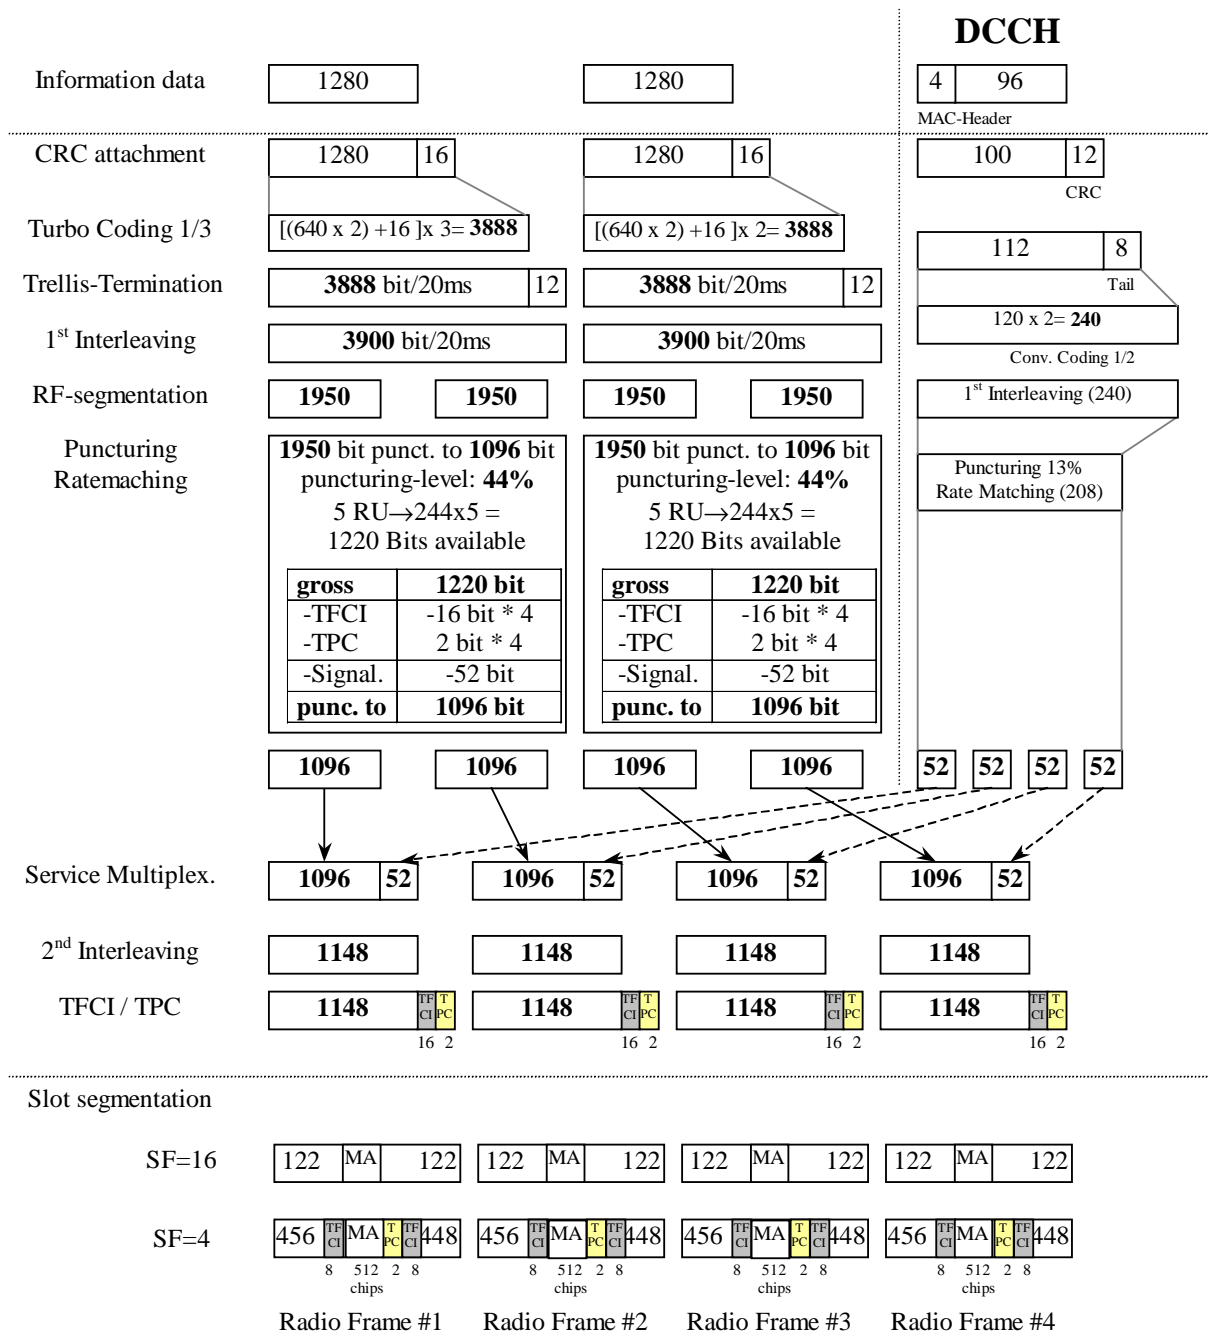 DCCH
Information data 1280 1280 4 96
MAC-Header
CRC attachment 1280 16 1280 16 100 12
CRC
Turbo Coding 1/3 [(640 x 2) +16 ]x 3= 3888 [(640 x 2) +16 ]x 2= 3888
112 8
Trellis-Termination 3888 bit/20ms 12 3888 bit/20ms 12
Tail
120 x 2= 240
1st Interleaving 3900 bit/20ms 3900 bit/20ms
Conv. Coding 1/2
RF-segmentation 1950 1950 1950 1950 1st Interleaving (240)
Puncturing 1950 bit punct. to 1096 bit 1950 bit punct. to 1096 bit
Ratemaching puncturing-level: 44% puncturing-level: 44% Puncturing 13%
Rate Matching (208)
5 RU→244x5 = 5 RU→244x5 =
1220 Bits available 1220 Bits available
gross 1220 bit gross 1220 bit
-TFCI -16 bit * 4 -TFCI -16 bit * 4
-TPC 2 bit * 4 -TPC 2 bit * 4
-Signal. -52 bit -Signal. -52 bit
punc. to 1096 bit punc. to 1096 bit
1096 1096 1096 1096 52 52 52 52
Service Multiplex. 1096 52 1096 52 1096 52 1096 52
2nd Interleaving 1148 1148 1148 1148
TFCI / TPC 1148 TF CI T PC 1148 TF CI T PC 1148 TF CI T PC 1148 TF CI T PC
16 2 16 2 16 2 16 2
Slot segmentation
SF=16 122 MA 122 122 MA 122 122 MA 122 122 MA 122
SF=4 456 TF CI MA T PC TF CI 448 456 TF CI MA T PC TF CI 448 456 TF CI MA T PC TF CI 448 456 TF CI MA T PC TF CI 448
8 512 2 8 8 512 2 8 8 512 2 8 8 512 2 8
chips chips chips chips
Radio Frame #1 Radio Frame #2 Radio Frame #3 Radio Frame #4